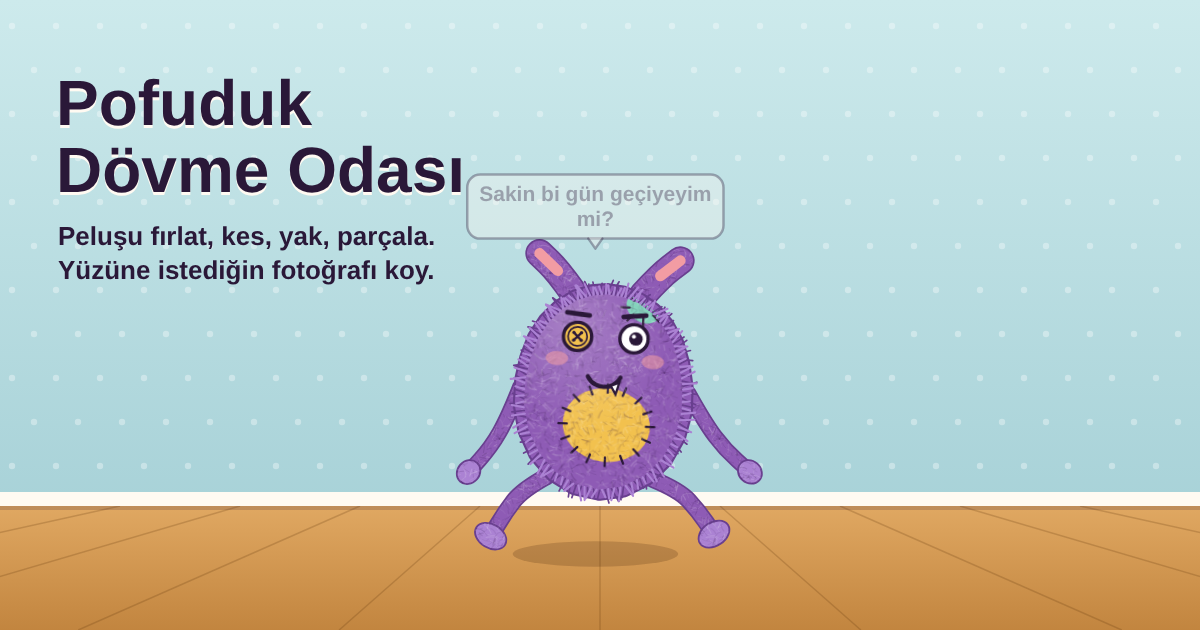 Pofuduk
Dövme Odası
Peluşu fırlat, kes, yak, parçala.
Yüzüne istediğin fotoğrafı koy.
Sakin bi gün geçiyeyim
mi?